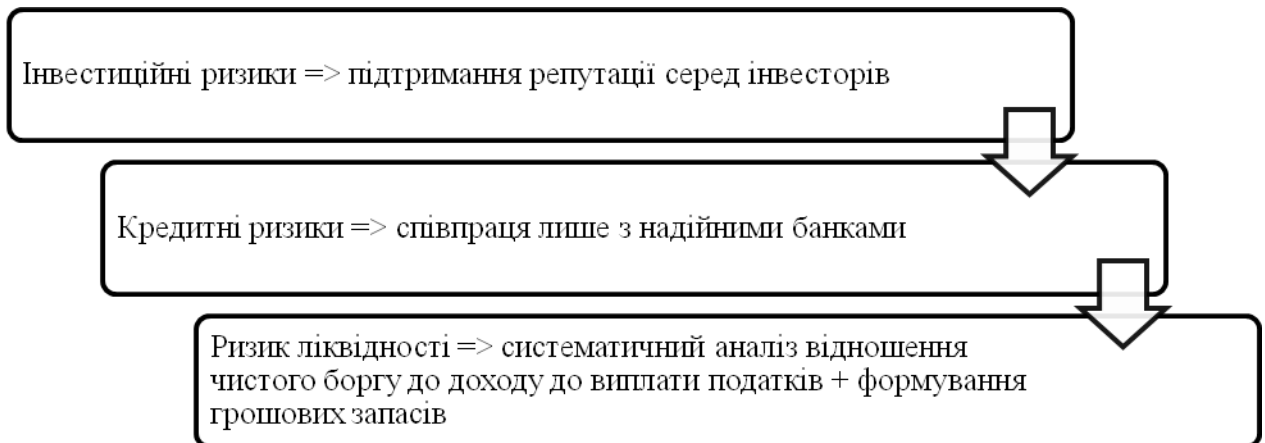 Інвестиційні ризики => підтримання репутації серед інвесторів
Кредитні ризики => співпраця лише з надійними банками
Ризик ліквідності => систематичний аналіз відношення
чистого боргу до доходу до виплати податків + формування
грошових запасів